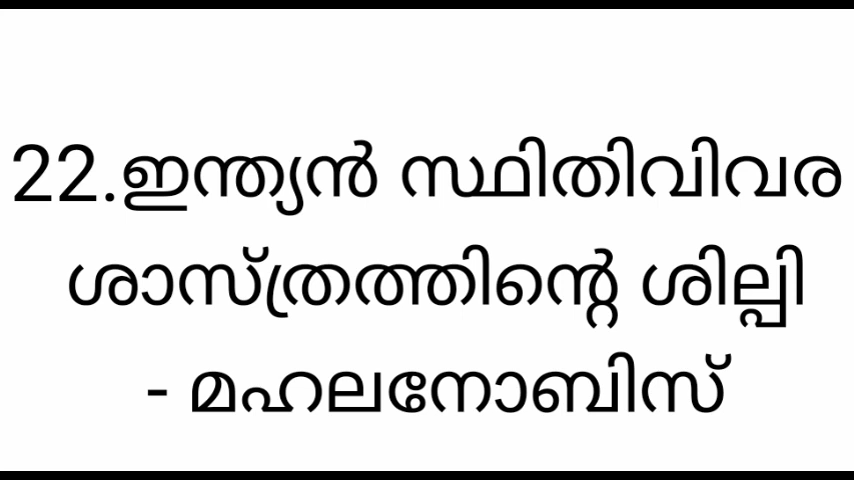 22.ഇന്ത്യൻ സ്ഥിതിവിവര
ശാസ്ത്രത്തിന്റെ ശില്പി
- മഹലനോബിസ്